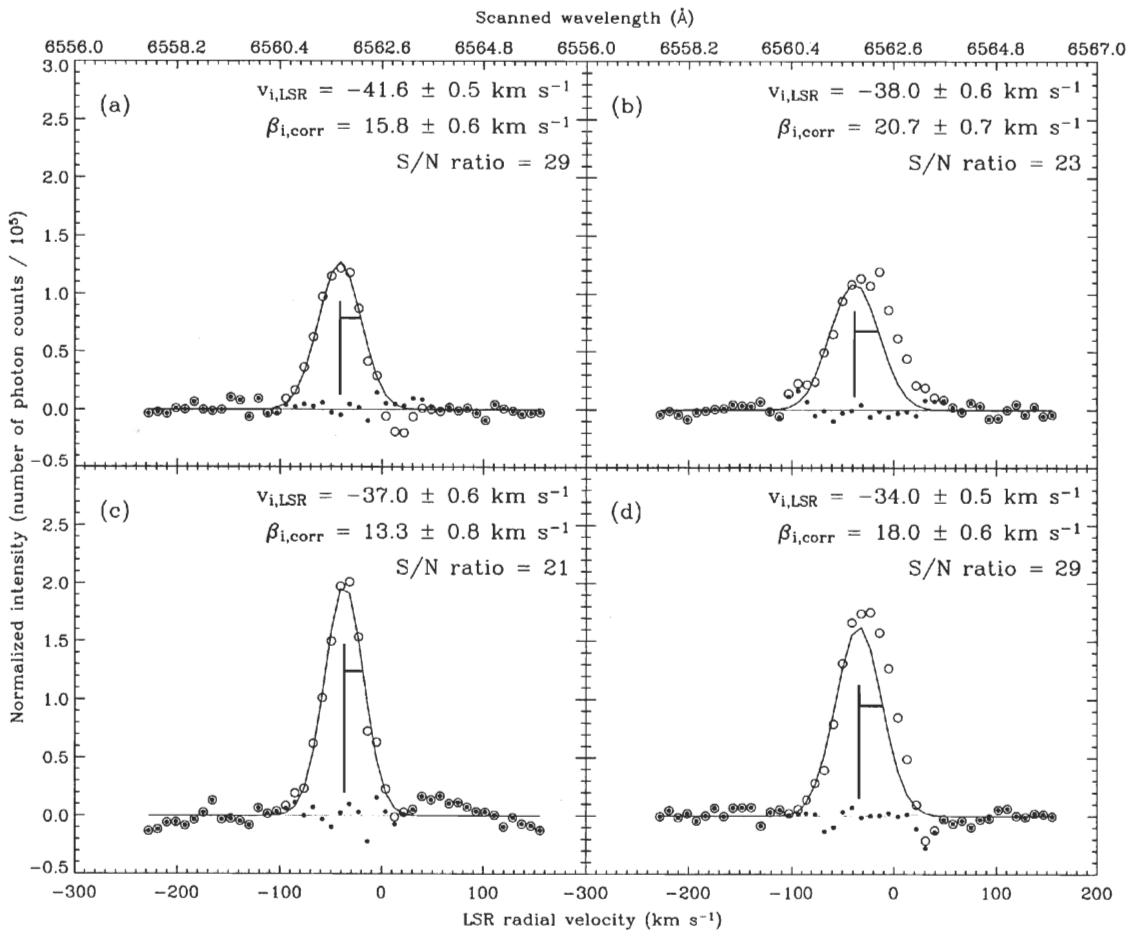 Scanned wavelength (Å)
6556.0 6558.2 6560.4 6562.6 6564.8 6556.0 6560.4 6562.6 6564.8 6567.0
3.0
(a)
v_i,LSR = −41.6 ± 0.5 km s⁻¹
β_i,corr = 15.8 ± 0.6 km s⁻¹
S/N ratio = 29
2.5
2.0
1.5
1.0
0.5
0.0
−0.5
(b)
v_i,LSR = −38.0 ± 0.6 km s⁻¹
β_i,corr = 20.7 ± 0.7 km s⁻¹
S/N ratio = 23
Normalized intensity (number of photon counts / 10⁵)
(c)
v_i,LSR = −37.0 ± 0.6 km s⁻¹
β_i,corr = 13.3 ± 0.8 km s⁻¹
S/N ratio = 21
2.5
2.0
1.5
1.0
0.5
0.0
−0.5
(d)
v_i,LSR = −34.0 ± 0.5 km s⁻¹
β_i,corr = 18.0 ± 0.6 km s⁻¹
S/N ratio = 29
−300 −200 −100 0 100 −300 −100 0 100 200
LSR radial velocity (km s⁻¹)